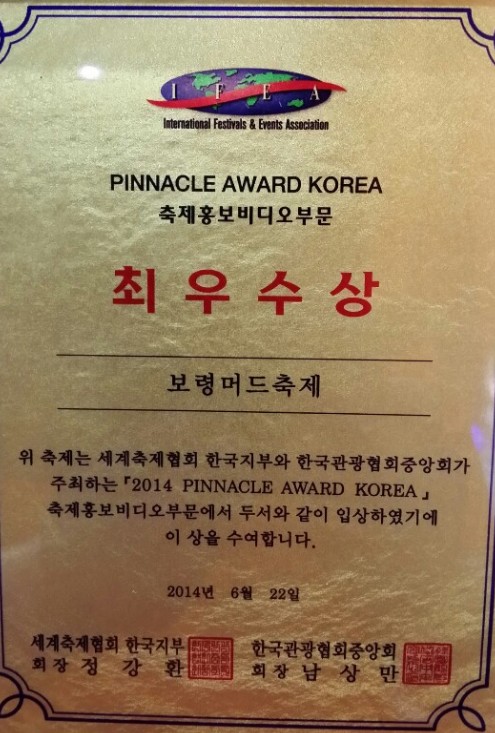 IFEA
International Festivals & Events Association
PINNACLE AWARD KOREA
축제홍보비디오부문
최우수상
보령머드축제
위 축제는 세계축제협회 한국지부와 한국관광협회중앙회가
주최하는 「2014 PINNACLE AWARD KOREA」
축제홍보비디오부문에서 두서와 같이 입상하였기에
이 상을 수여합니다.
2014년 6월 22일
세계축제협회 한국지부
회장 정강환
한국관광협회중앙회
회장 남상만